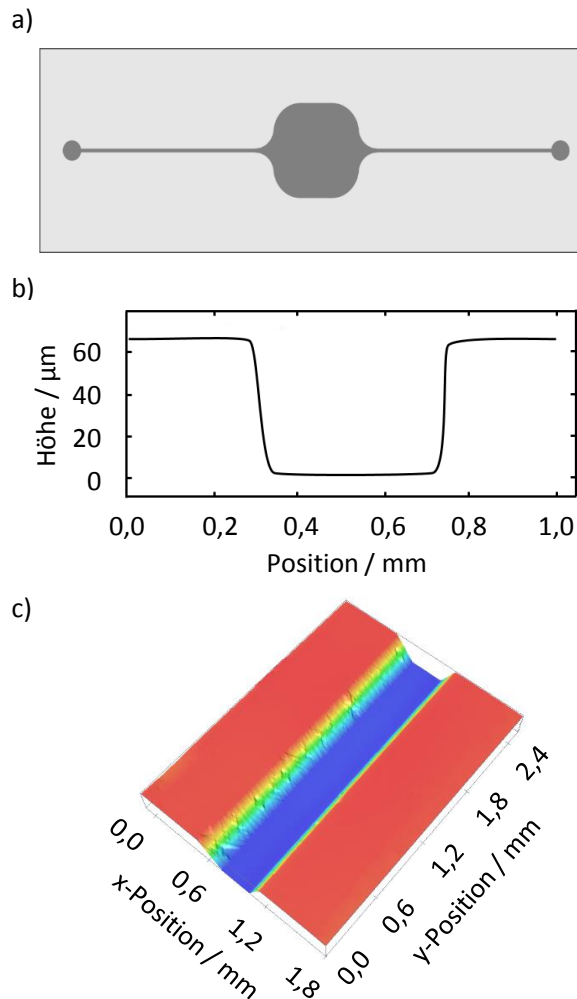 a)
b)
Höhe / µm
60
40
20
0
0,0 0,2 0,4 0,6 0,8 1,0
Position / mm
c)
0,0 0,6 1,2 1,8
x-Position / mm
0,0 0,6 1,2 1,8 2,4
y-Position / mm